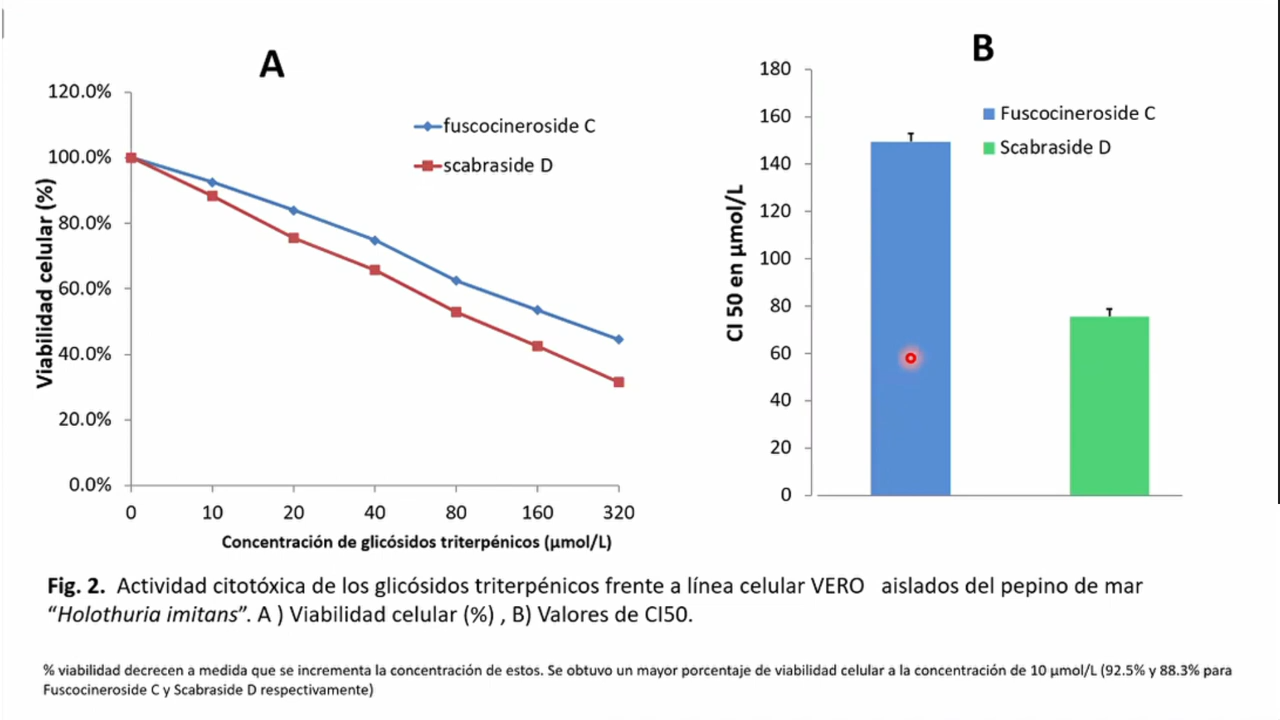 A
120.0%
100.0%
80.0%
60.0%
40.0%
20.0%
0.0%
Viabilidad celular (%)
fuscocineroside C
scabraside D
0 10 20 40 80 160 320
Concentración de glicósidos triterpénicos (µmol/L)
B
180
160
140
120
100
80
60
40
20
0
CI 50 en µmol/L
Fuscocineroside C
Scabraside D
Fig. 2. Actividad citotóxica de los glicósidos triterpénicos frente a línea celular VERO aislados del pepino de mar
“Holothuria imitans”. A ) Viabilidad celular (%) , B) Valores de CI50.
% viabilidad decrecen a medida que se incrementa la concentración de estos. Se obtuvo un mayor porcentaje de viabilidad celular a la concentración de 10 µmol/L (92.5% y 88.3% para
Fuscocineroside C y Scabraside D respectivamente)